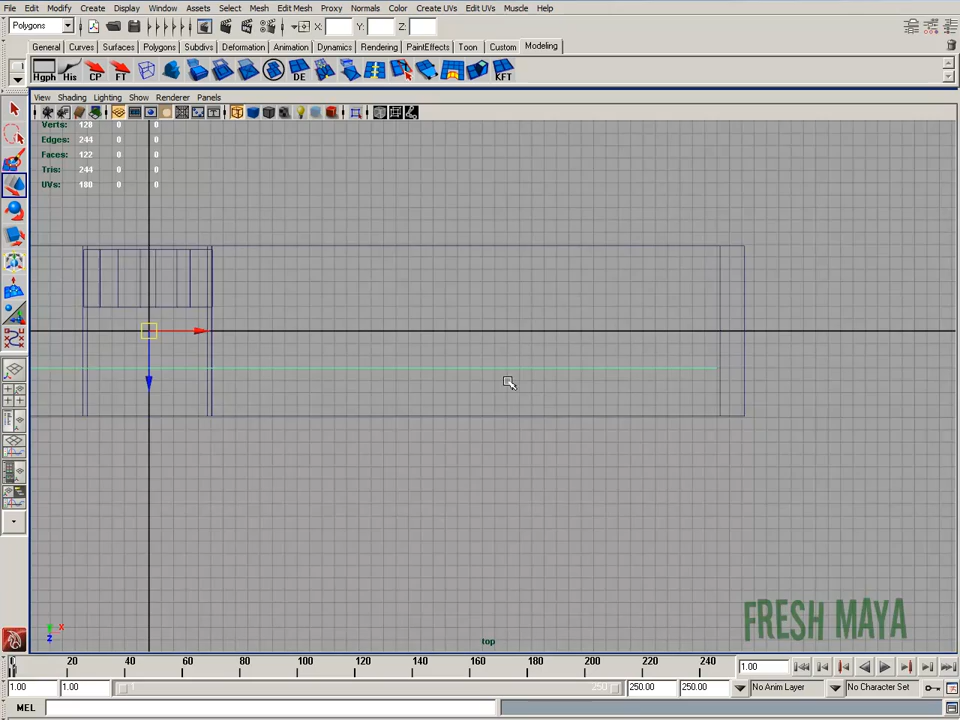 File Edit Modify Create Display Window Assets Select Mesh Edit Mesh Proxy Normals Color Create UVs Edit UVs Muscle Help
Polygons X: Y: Z:
General Curves Surfaces Polygons Subdivs Deformation Animation Dynamics Rendering PaintEffects Toon Custom Modeling
Hgph His CP FT DE KFT
View Shading Lighting Show Renderer Panels
Verts: 128 0 0
Edges: 244 0 0
Faces: 122 0 0
Tris: 244 0 0
UVs: 180 0 0
FRESH MAYA
Y X
Z
top
0 20 40 60 80 100 120 140 160 180 200 220 240 1.00
1.00 1.00 250 250.00 250.00 No Anim Layer No Character Set
MEL